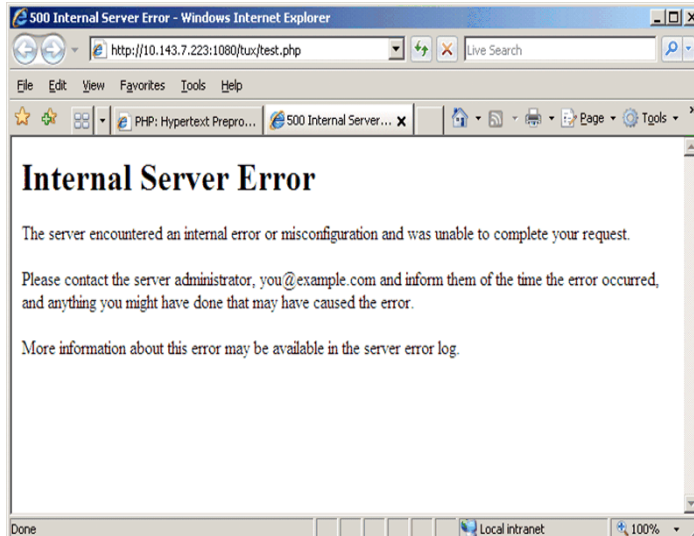 500 Internal Server Error - Windows Internet Explorer
http://10.143.7.223:1080/tux/test.php
Live Search
File Edit View Favorites Tools Help
PHP: Hypertext Prepro...
500 Internal Server...
Page
Tools
Internal Server Error
The server encountered an internal error or misconfiguration and was unable to complete your request.
Please contact the server administrator, you@example.com and inform them of the time the error occurred,
and anything you might have done that may have caused the error.
More information about this error may be available in the server error log.
Done
Local intranet
100%